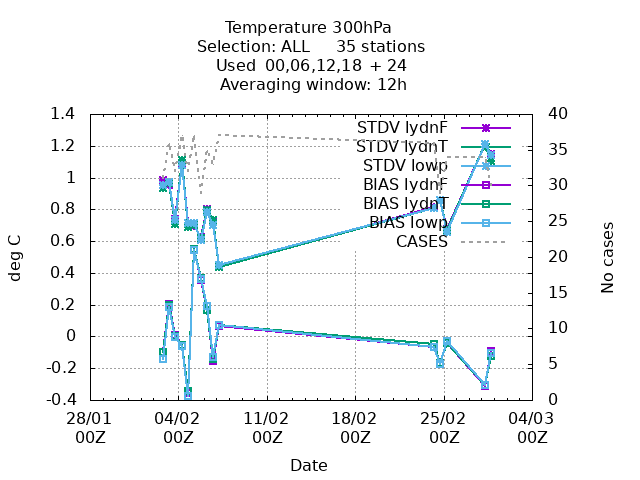 Temperature 300hPa
Selection: ALL 35 stations
Used 00,06,12,18 + 24
Averaging window: 12h
1.4
1.2
1
0.8
0.6
0.4
0.2
0
-0.2
-0.4
deg C
40
35
30
25
20
15
10
5
0
No cases
STDV lydnF
STDV lydnT
STDV lowp
BIAS lydnF
BIAS lydnT
BIAS lowp
CASES
28/01 04/02 11/02 18/02 25/02 04/03
00Z 00Z 00Z 00Z 00Z 00Z
Date